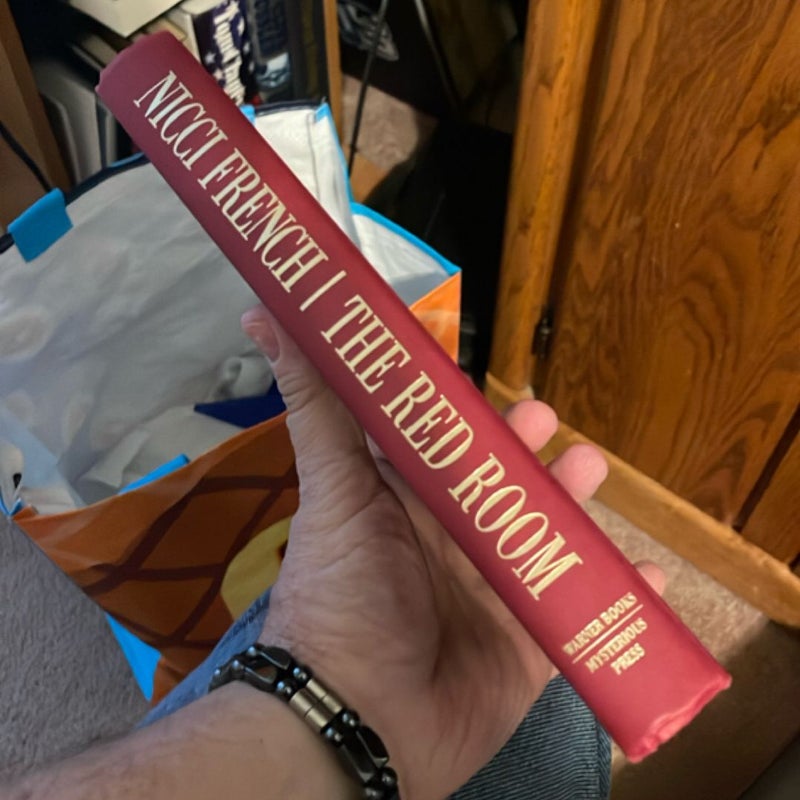 NICCI FRENCH | THE RED ROOM
WARNER BOOKS
MYSTERIOUS
PRESS